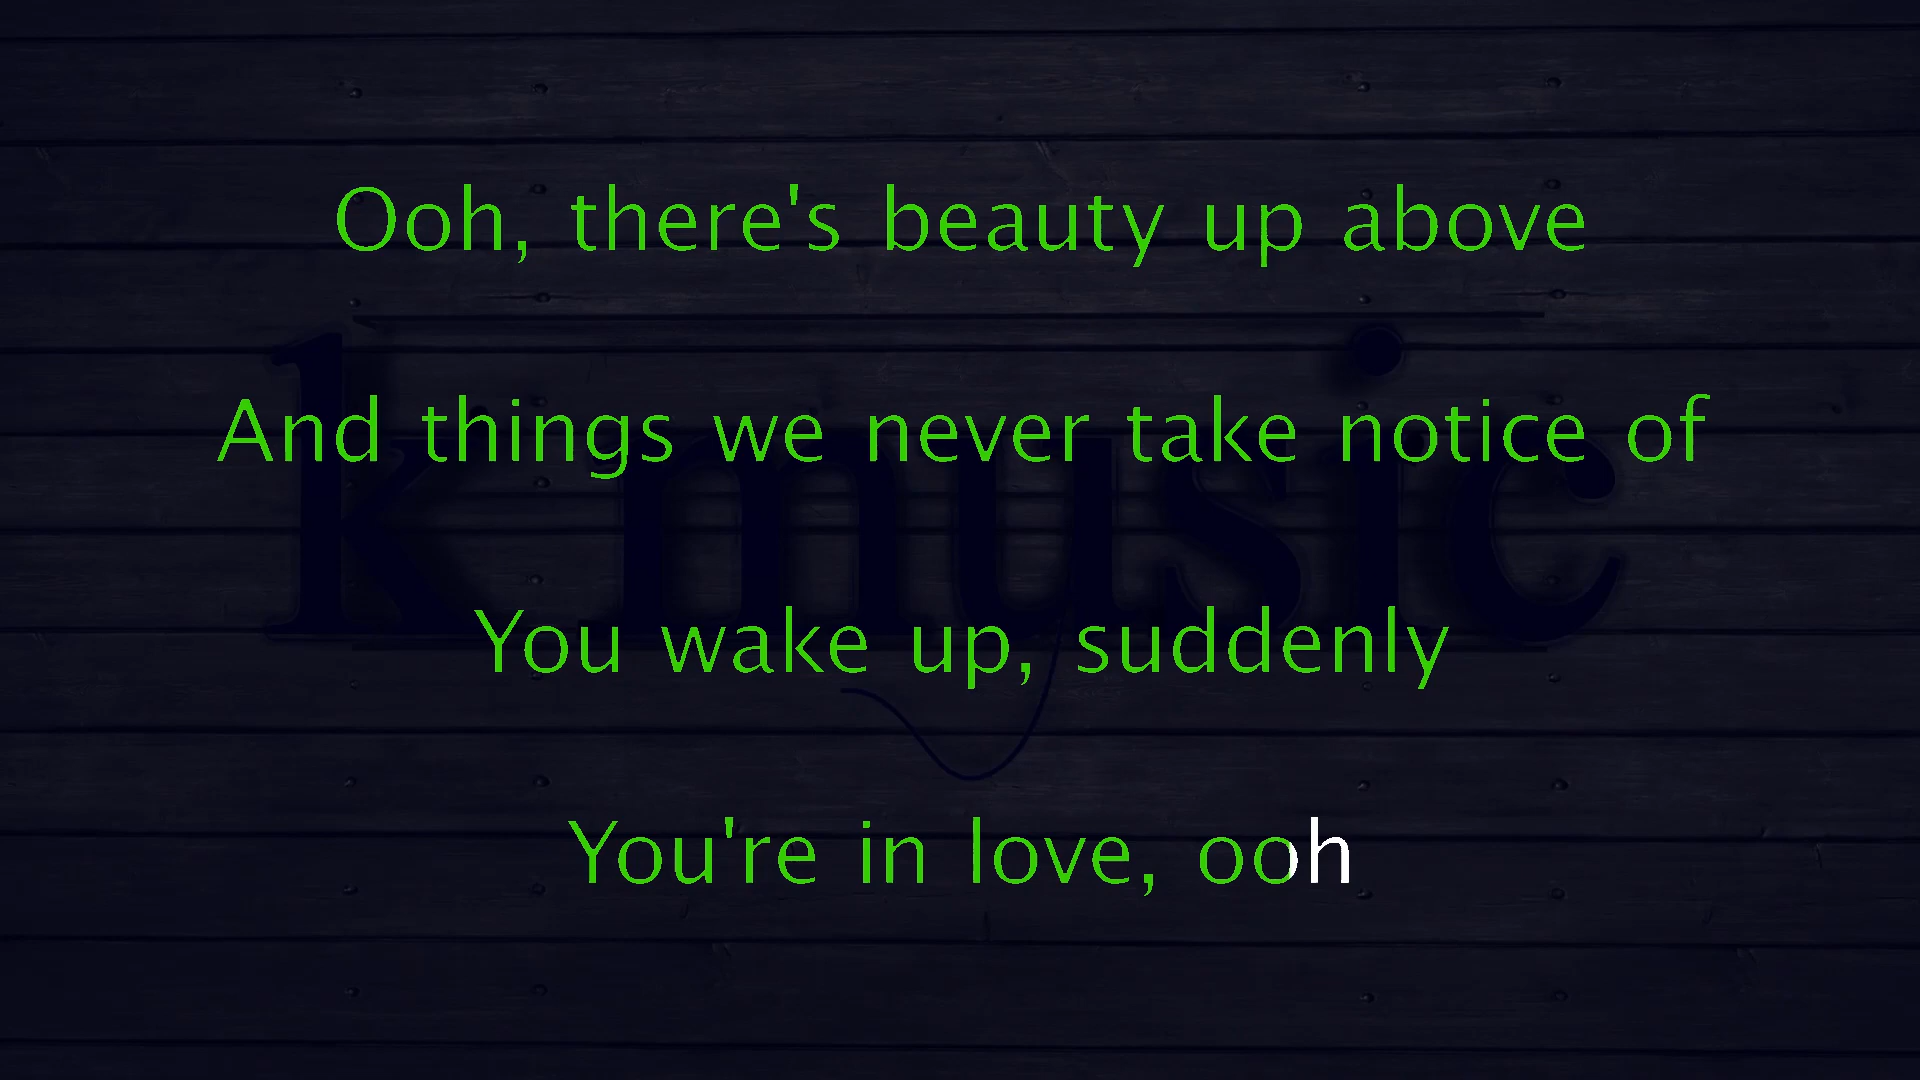 Ooh, there's beauty up above
And things we never take notice of
k music
You wake up, suddenly
You're in love, ooh